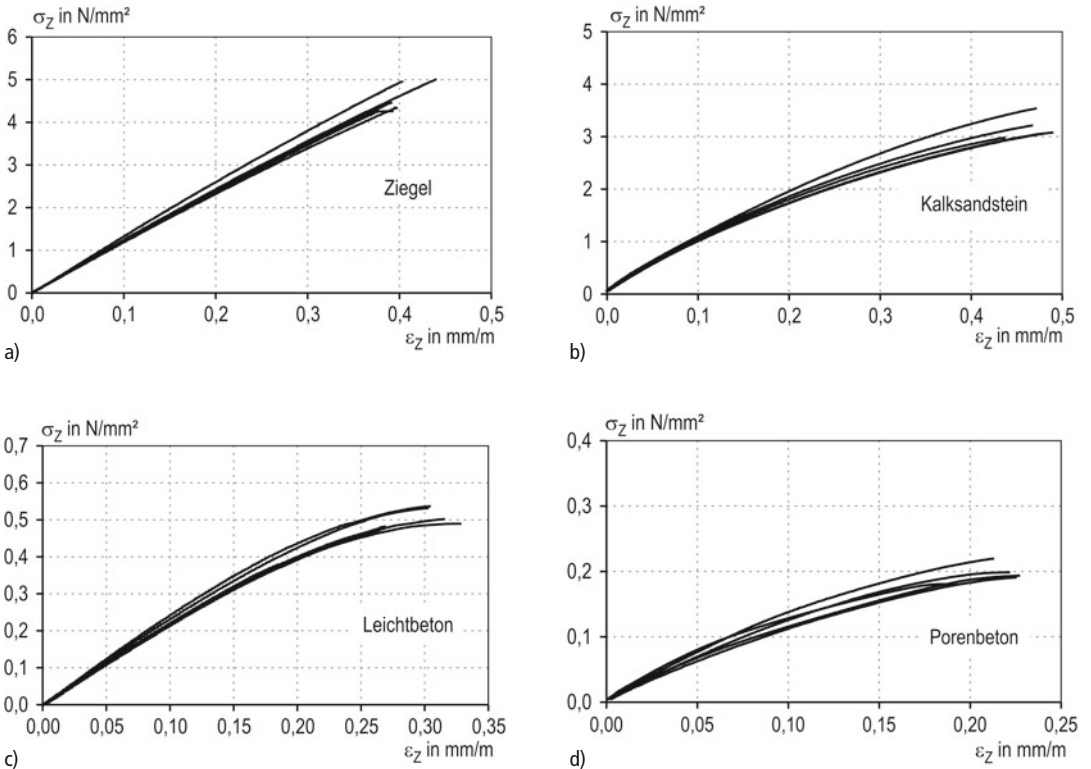 σZ in N/mm²
6
5
4
3
2
1
0
Ziegel
0,0 0,1 0,2 0,3 0,4 0,5
εZ in mm/m
a)
σZ in N/mm²
5
4
3
2
1
0
Kalksandstein
0,0 0,1 0,2 0,3 0,4 0,5
εZ in mm/m
b)
σZ in N/mm²
0,7
0,6
0,5
0,4
0,3
0,2
0,1
0,0
Leichtbeton
0,00 0,05 0,10 0,15 0,20 0,25 0,30 0,35
εZ in mm/m
c)
σZ in N/mm²
0,4
0,3
0,2
0,1
0,0
Porenbeton
0,00 0,05 0,10 0,15 0,20 0,25
εZ in mm/m
d)